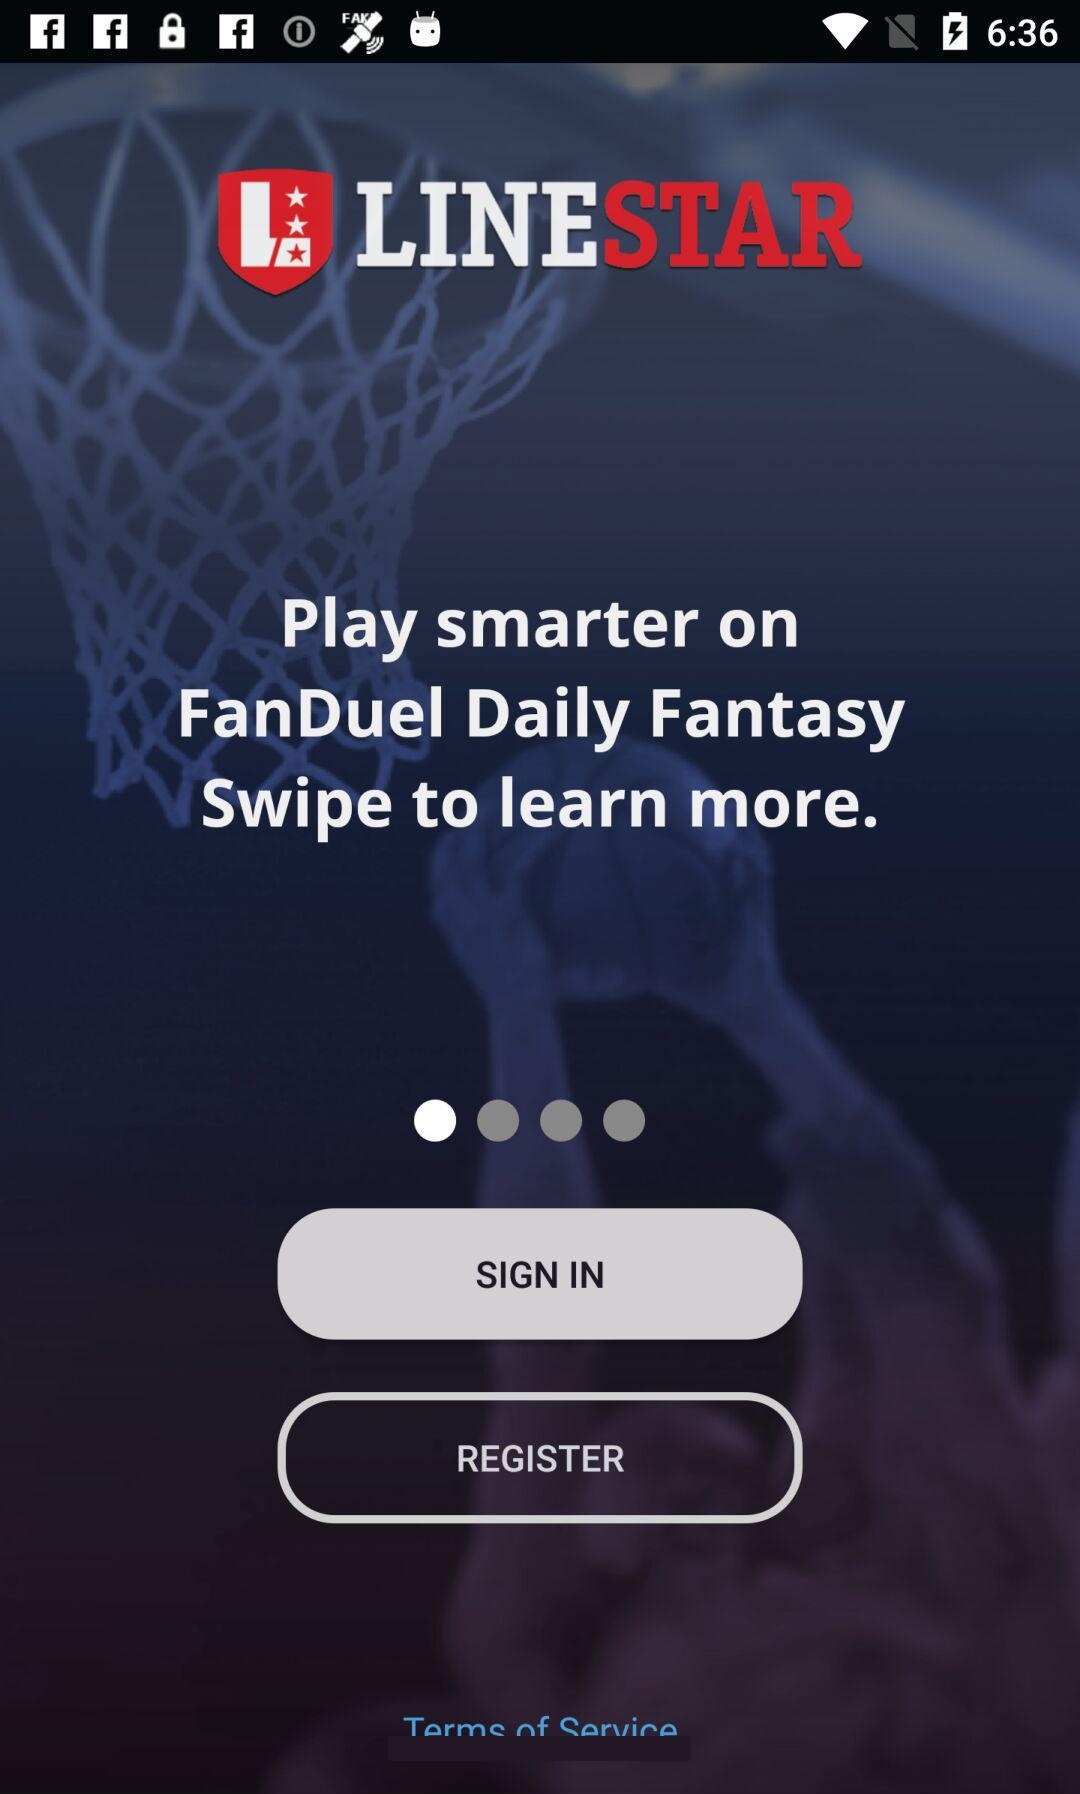 FAK
6:36
LINESTAR
Play smarter on
FanDuel Daily Fantasy
Swipe to learn more.
SIGN IN
REGISTER
Terms of Service